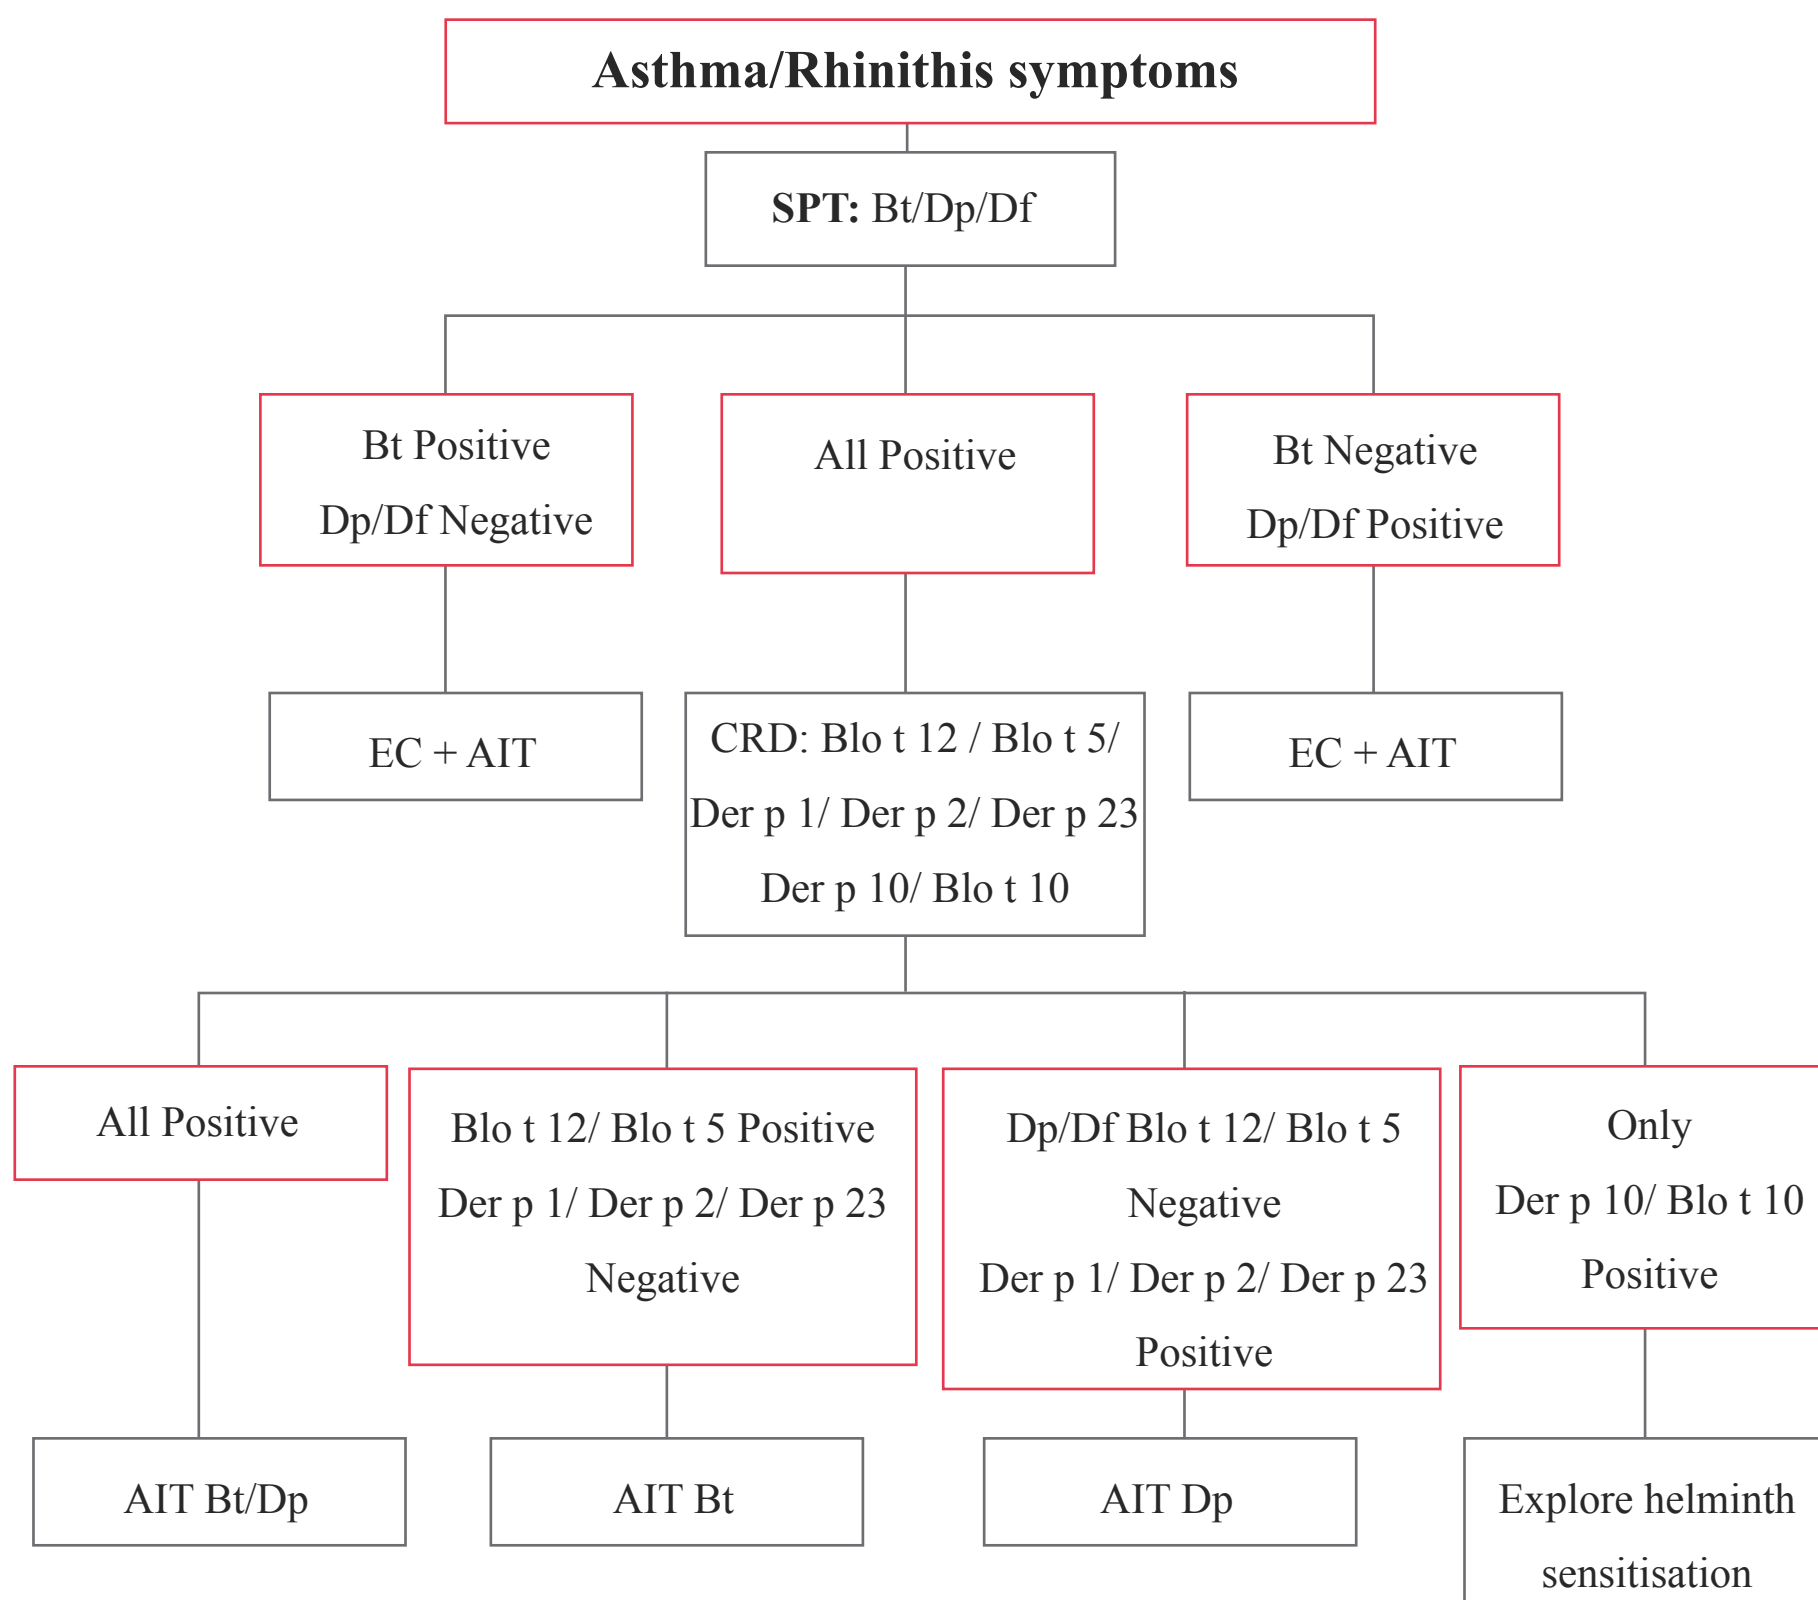 Asthma/Rhinithis symptoms
SPT: Bt/Dp/Df
Bt Positive
Dp/Df Negative
All Positive
Bt Negative
Dp/Df Positive
EC + AIT
CRD: Blo t 12 / Blo t 5/
Der p 1/ Der p 2/ Der p 23
Der p 10/ Blo t 10
EC + AIT
All Positive
Blo t 12/ Blo t 5 Positive
Der p 1/ Der p 2/ Der p 23
Negative
Dp/Df Blo t 12/ Blo t 5
Negative
Der p 1/ Der p 2/ Der p 23
Positive
Only
Der p 10/ Blo t 10
Positive
AIT Bt/Dp
AIT Bt
AIT Dp
Explore helminth
sensitisation